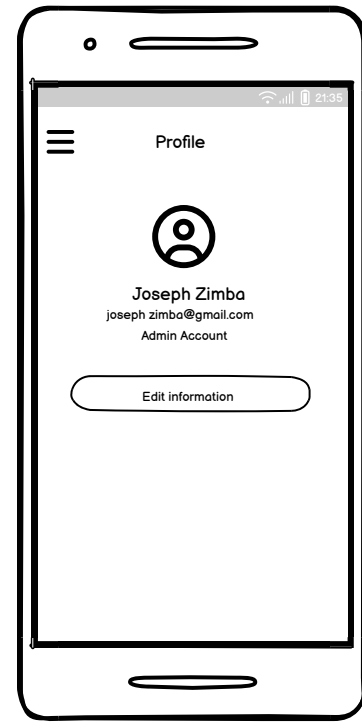 21:35
Profile
Joseph Zimba
joseph zimba@gmail.com
Admin Account
Edit information